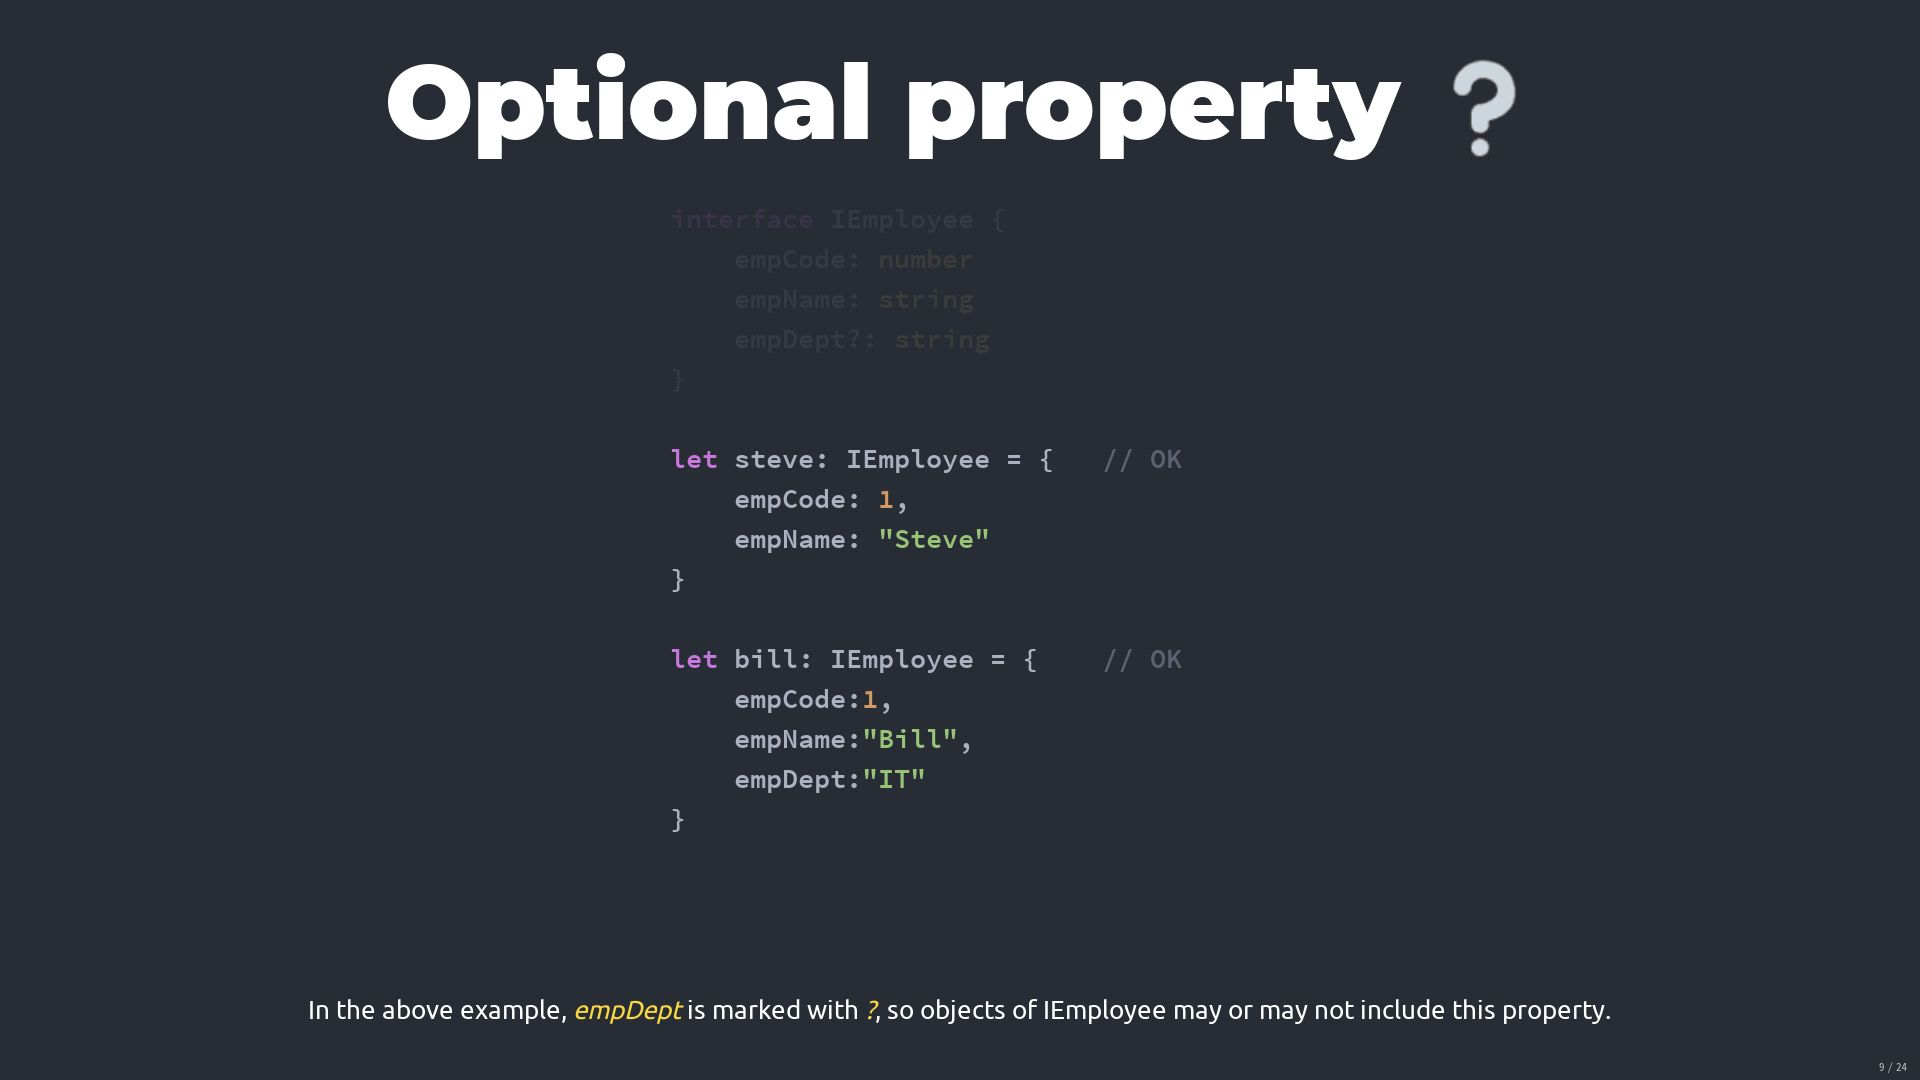 Optional property ❔
interface IEmployee {
    empCode: number
    empName: string
    empDept?: string
}
let steve: IEmployee = {   // OK
    empCode: 1,
    empName: "Steve"
}
let bill: IEmployee = {    // OK
    empCode:1,
    empName:"Bill",
    empDept:"IT"
}
In the above example, empDept is marked with ?, so objects of IEmployee may or may not include this property.
9 / 24